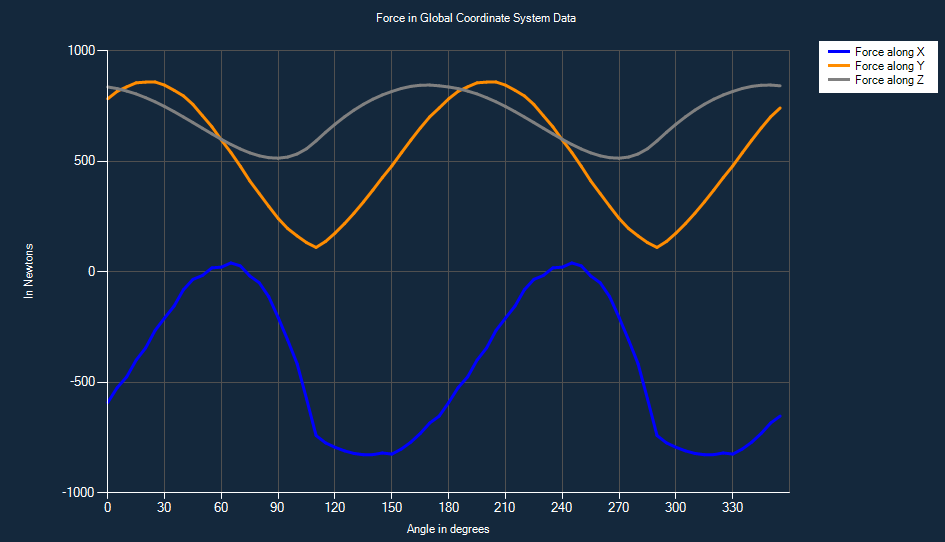 Force in Global Coordinate System Data
Force along X
Force along Y
Force along Z
In Newtons
1000
500
0
-500
-1000
0 30 60 90 120 150 180 210 240 270 300 330
Angle in degrees